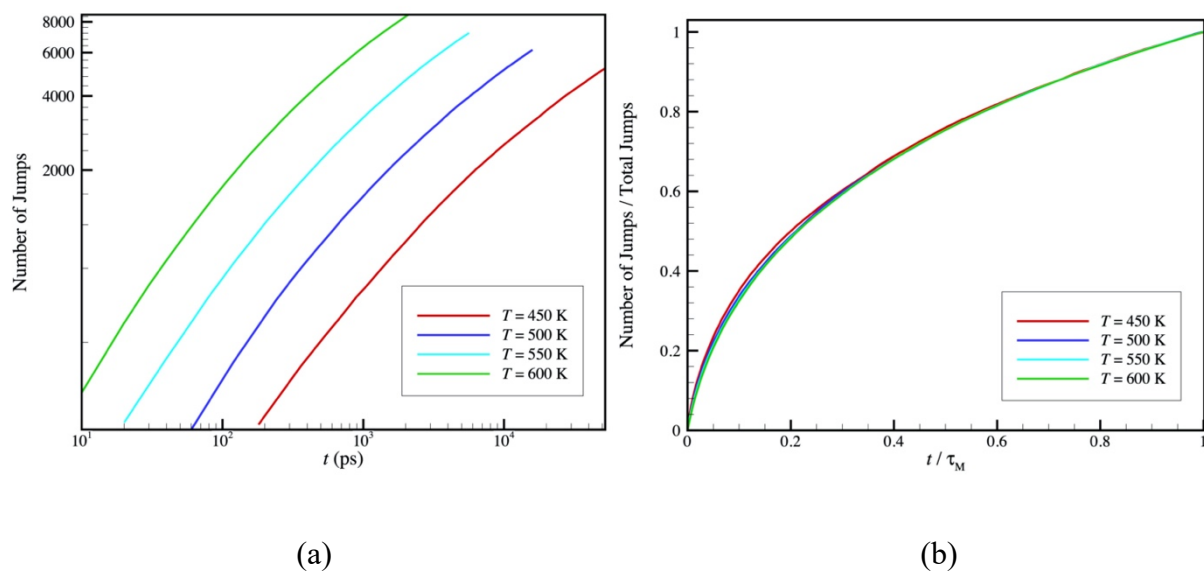 8000
6000
4000
2000
Number of Jumps
T = 450 K
T = 500 K
T = 550 K
T = 600 K
10¹
10²
10³
10⁴
t (ps)
(a)
1
0.8
0.6
0.4
0.2
0
Number of Jumps / Total Jumps
T = 450 K
T = 500 K
T = 550 K
T = 600 K
0
0.2
0.4
0.6
0.8
1
t / τM
(b)